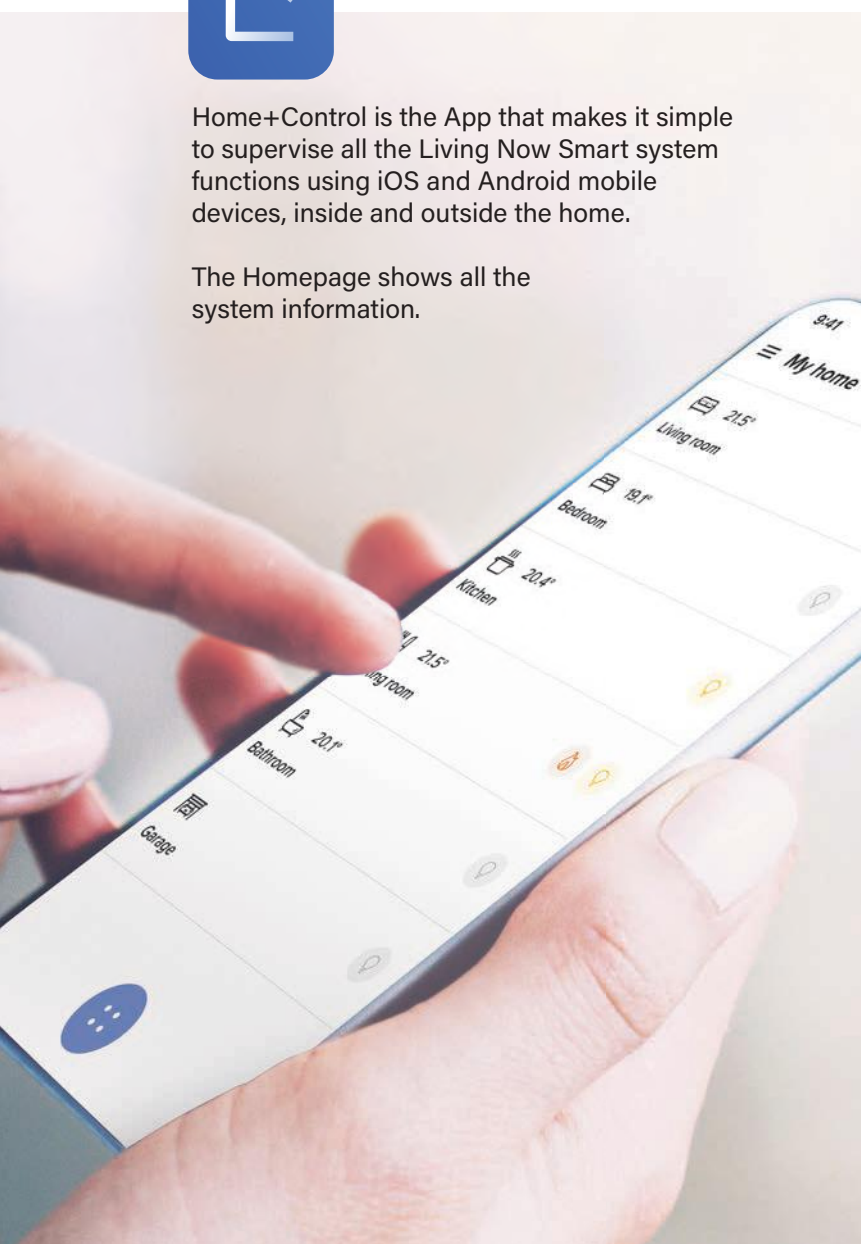 Home+Control is the App that makes it simple
to supervise all the Living Now Smart system
functions using iOS and Android mobile
devices, inside and outside the home.
The Homepage shows all the
system information.
9:41
My home
21.5°
Living room
19.1°
Bedroom
20.4°
Kitchen
21.5°
room
20.1°
Bathroom
Garage